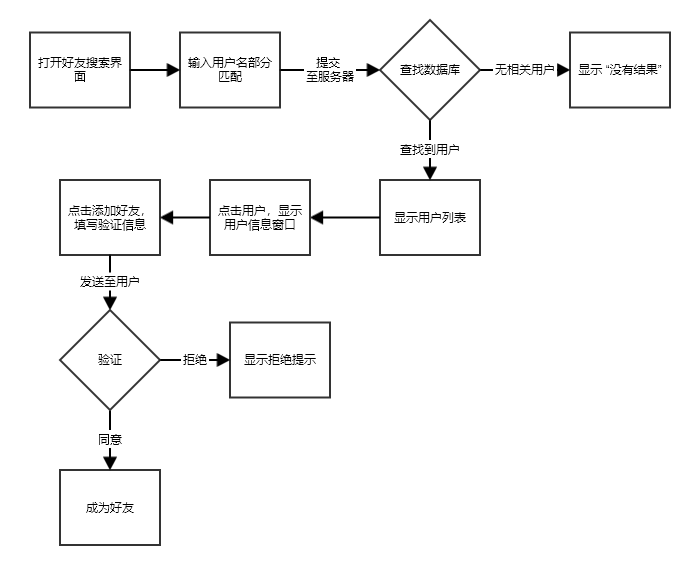 打开好友搜索界
面
输入用户名部分
匹配
提交
至服务器
查找数据库
无相关用户
显示 “没有结果”
查找到用户
点击添加好友，
填写验证信息
点击用户，显示
用户信息窗口
显示用户列表
发送至用户
验证
拒绝
显示拒绝提示
同意
成为好友